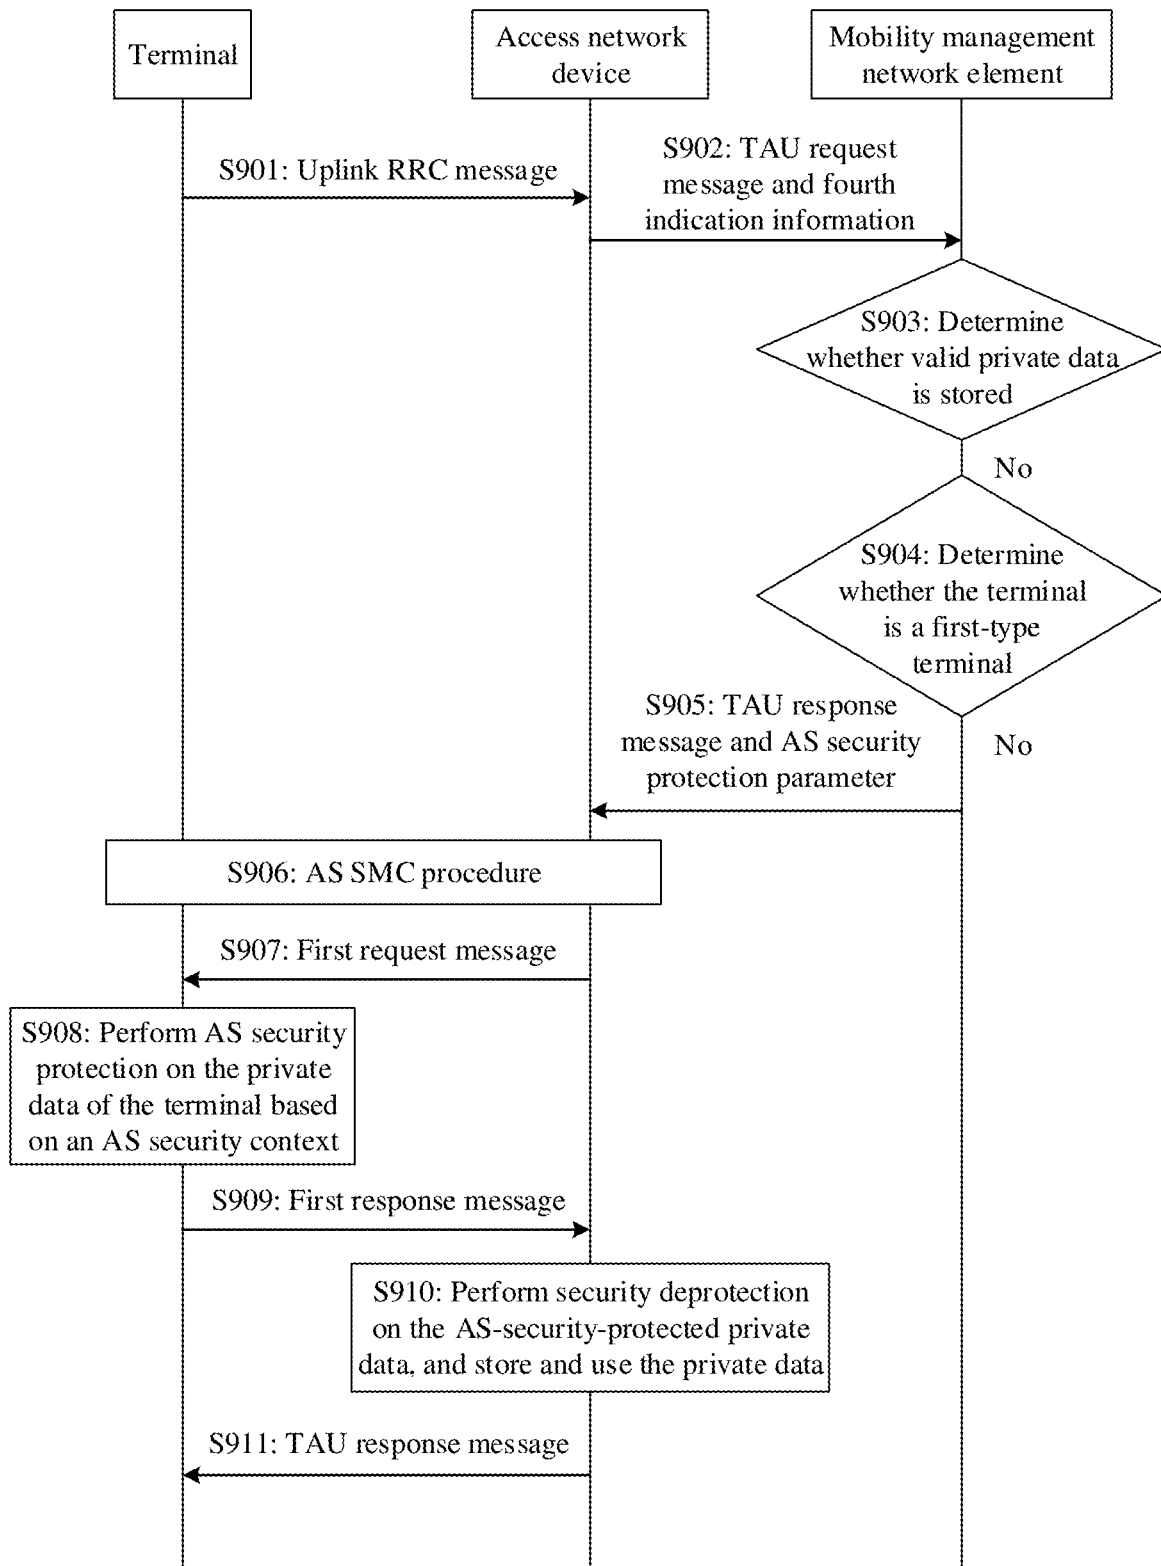 Terminal
Access network
device
Mobility management
network element
S901: Uplink RRC message
S902: TAU request
message and fourth
indication information
S903: Determine
whether valid private data
is stored
No
S904: Determine
whether the terminal
is a first-type
terminal
No
S905: TAU response
message and AS security
protection parameter
S906: AS SMC procedure
S907: First request message
S908: Perform AS security
protection on the private
data of the terminal based
on an AS security context
S909: First response message
S910: Perform security deprotection
on the AS-security-protected private
data, and store and use the private data
S911: TAU response message